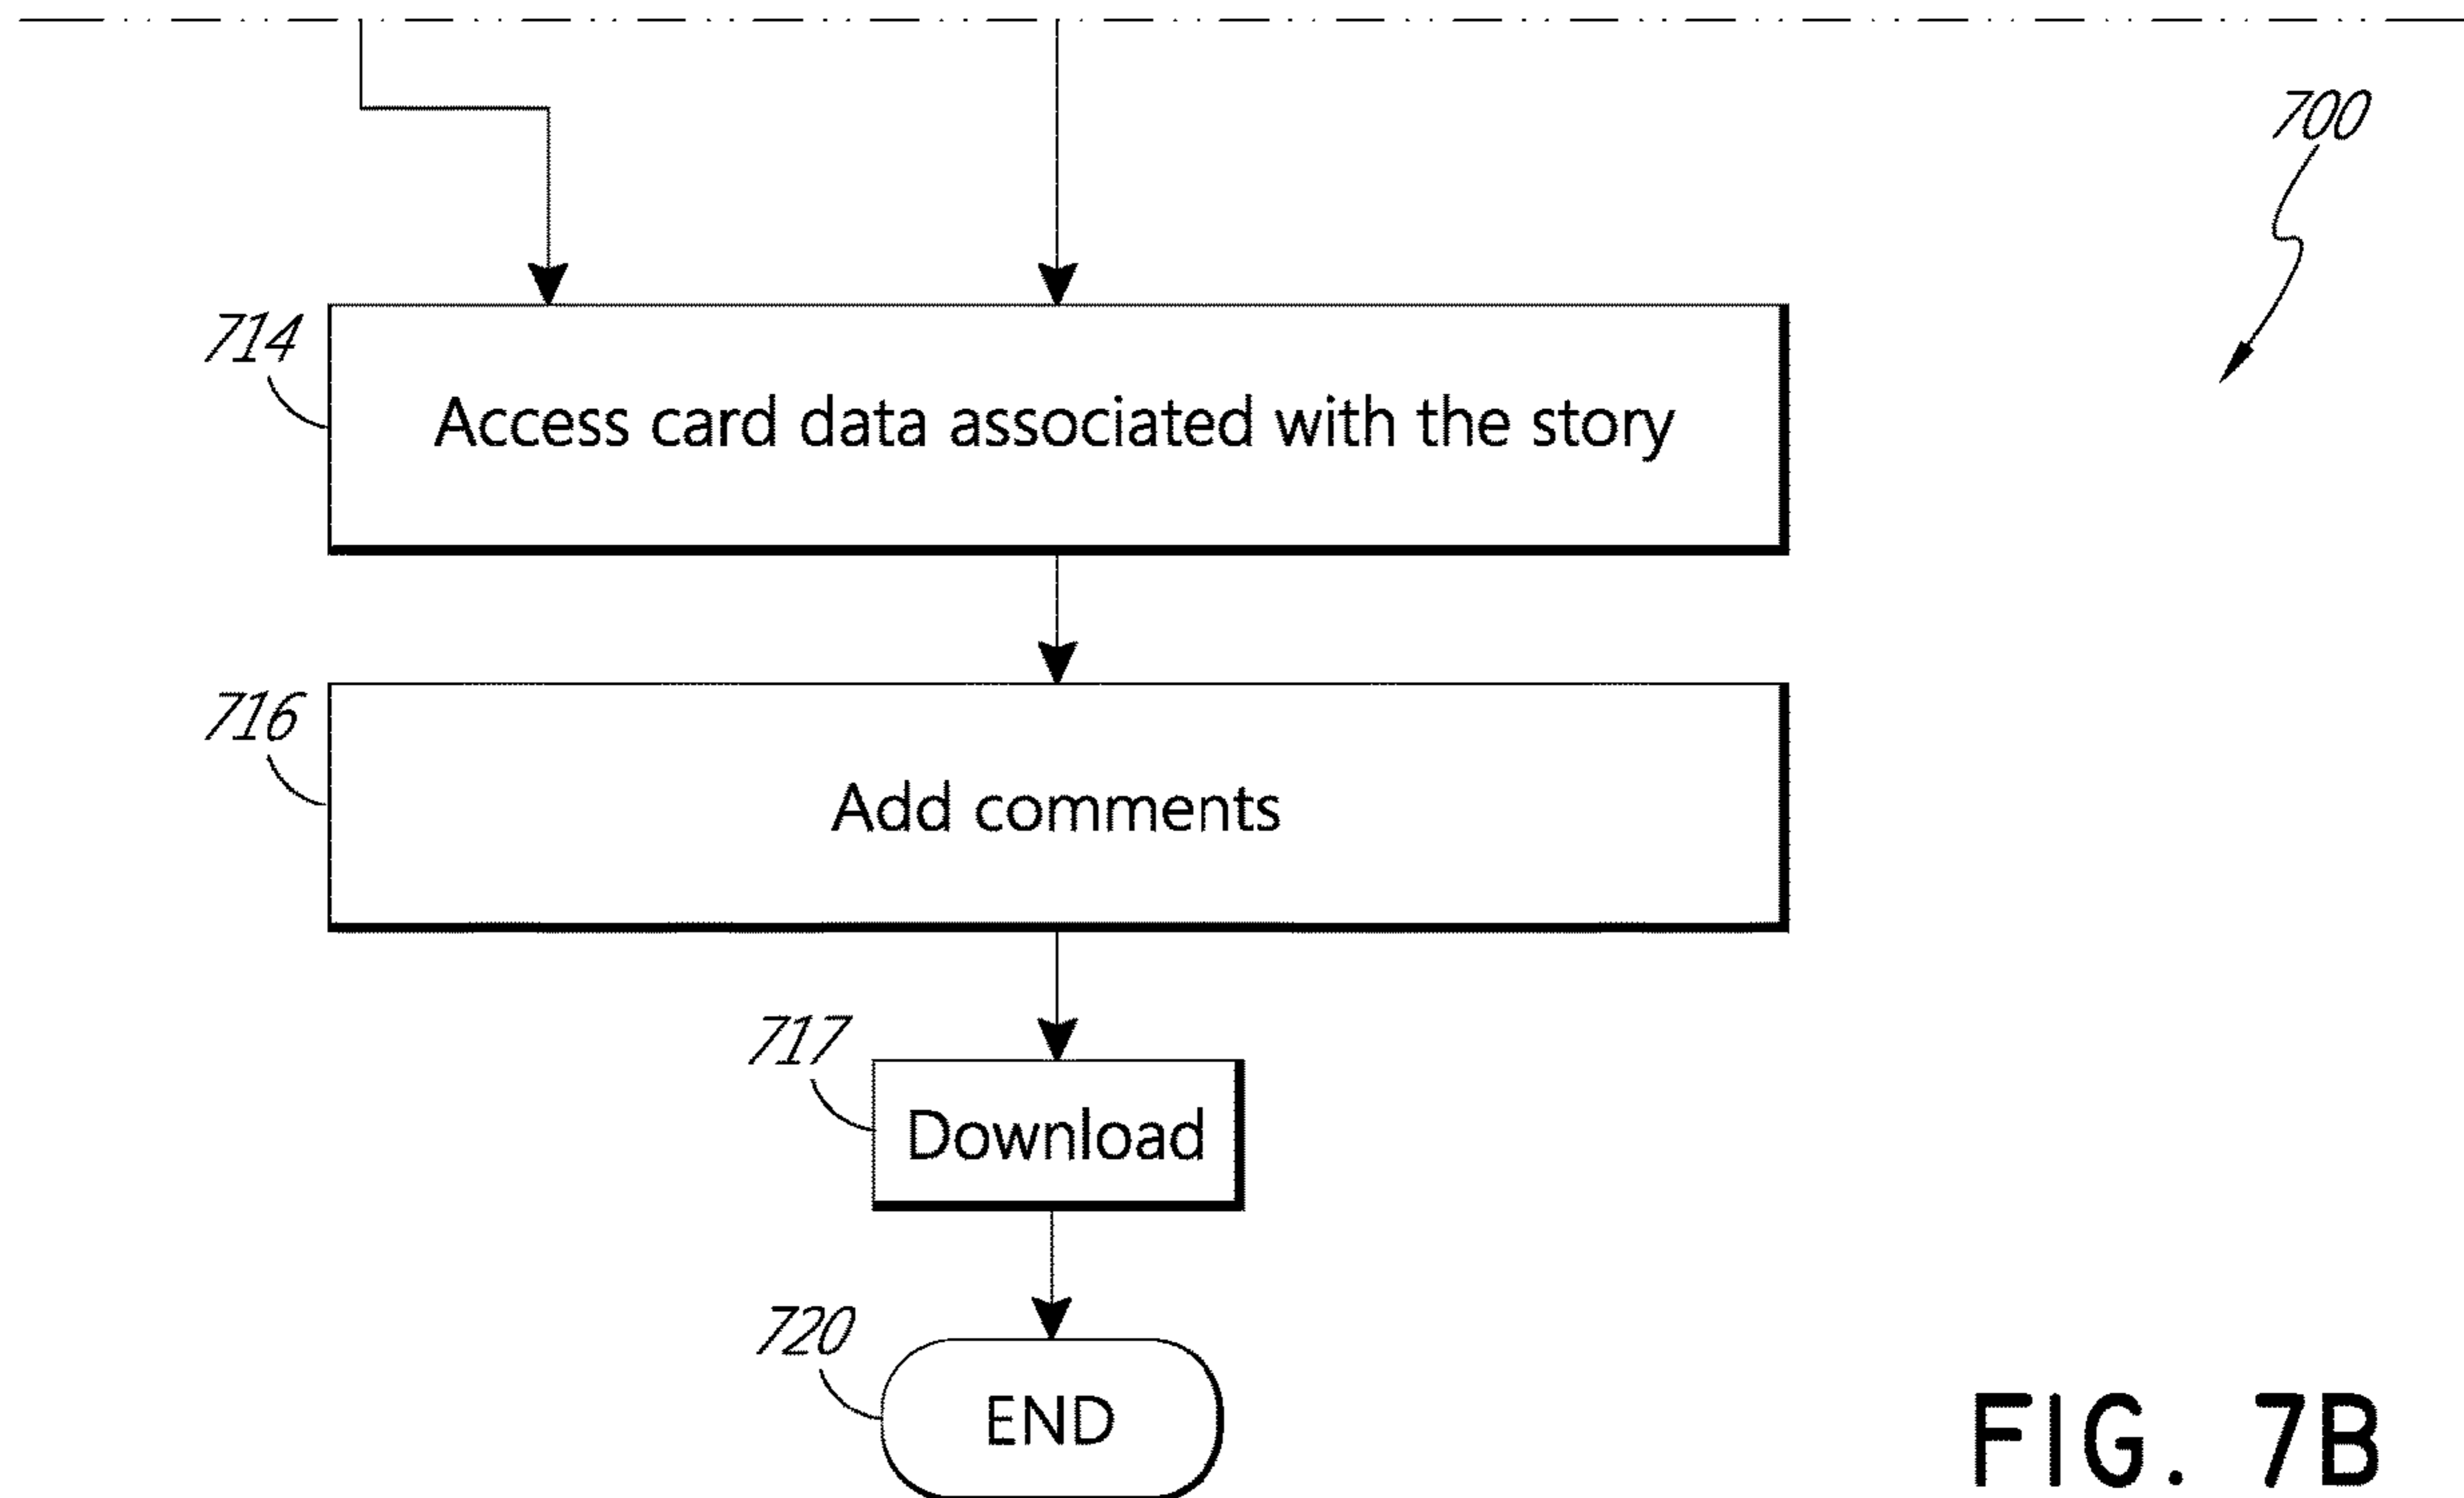 700
714
Access card data associated with the story
716
Add comments
717
Download
720
END
FIG. 7B